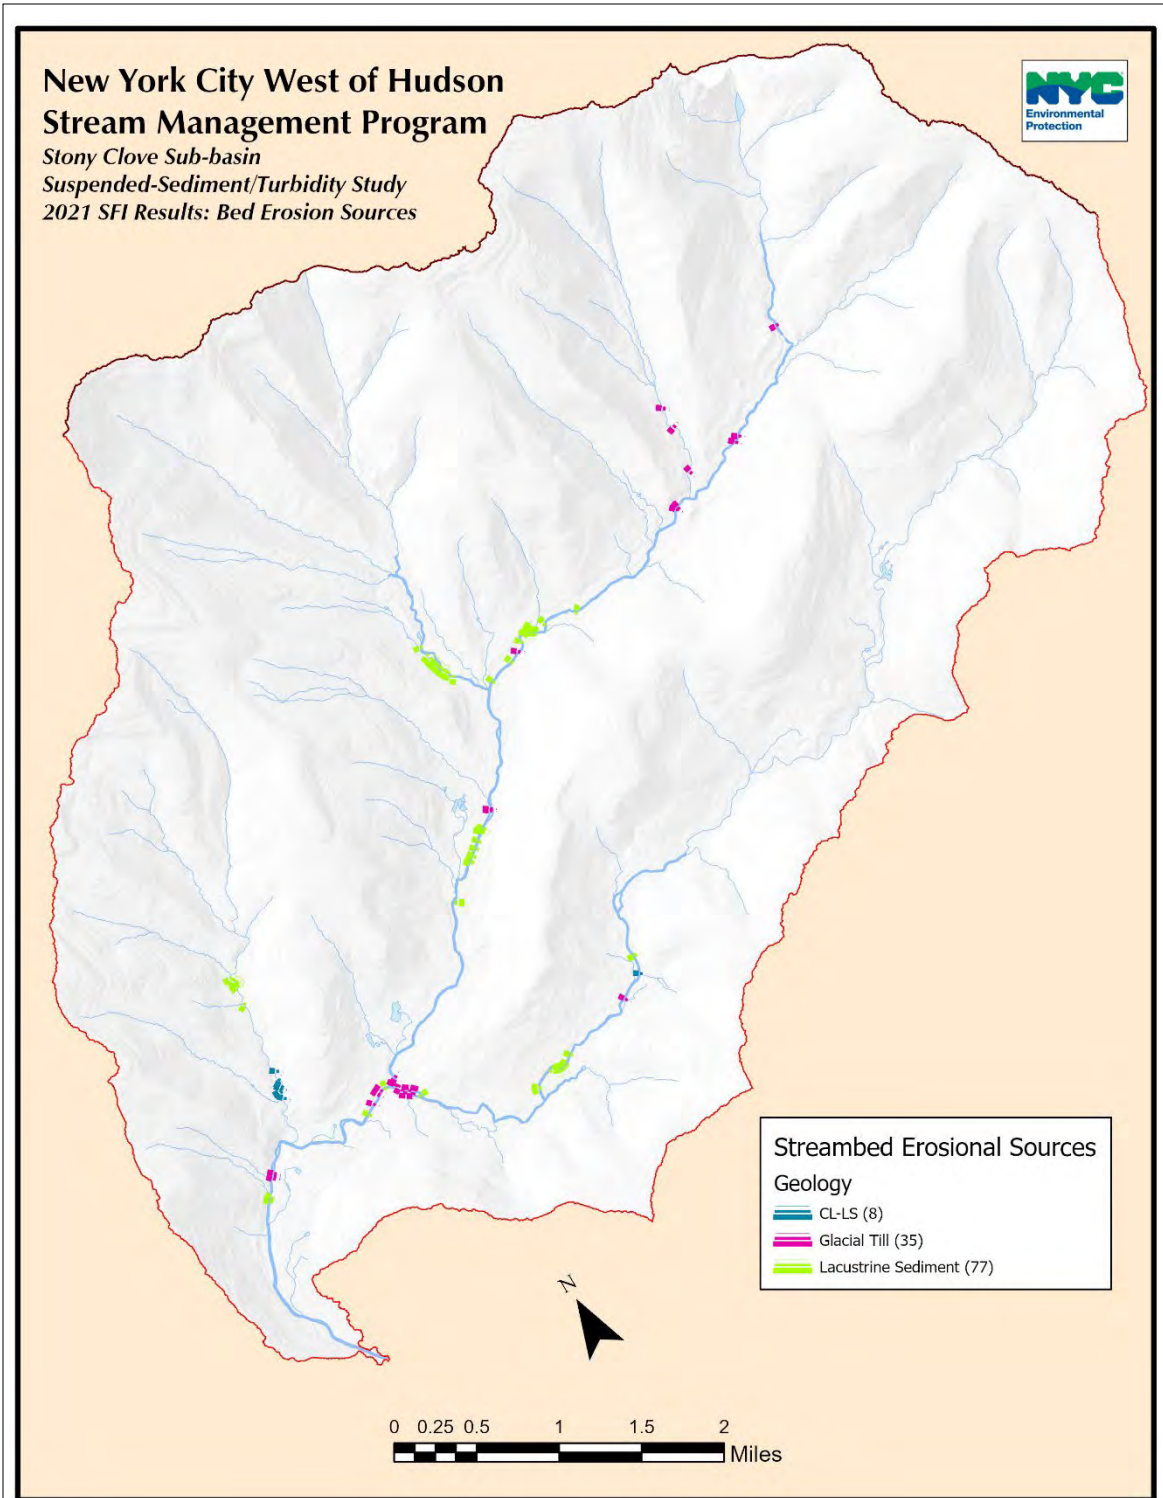 New York City West of Hudson
Stream Management Program
Stony Clove Sub-basin
Suspended-Sediment/Turbidity Study
2021 SFI Results: Bed Erosion Sources
NYC
Environmental
Protection
Streambed Erosional Sources
Geology
CL-LS (8)
Glacial Till (35)
Lacustrine Sediment (77)
N
0 0.25 0.5 1 1.5 2
Miles